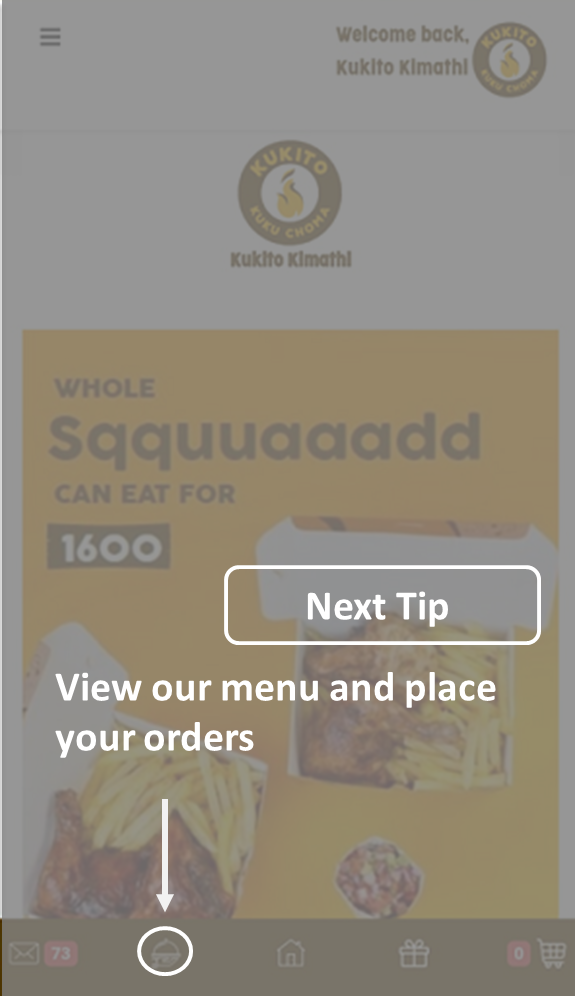 Welcome back,
Kukito Kimathi
KUKITO
KUKU CHOMA
KUKITO
KUKU CHOMA
Kukito Kimathi
WHOLE
Sqquuaaadd
CAN EAT FOR
1600
Next Tip
View our menu and place
your orders
73
0